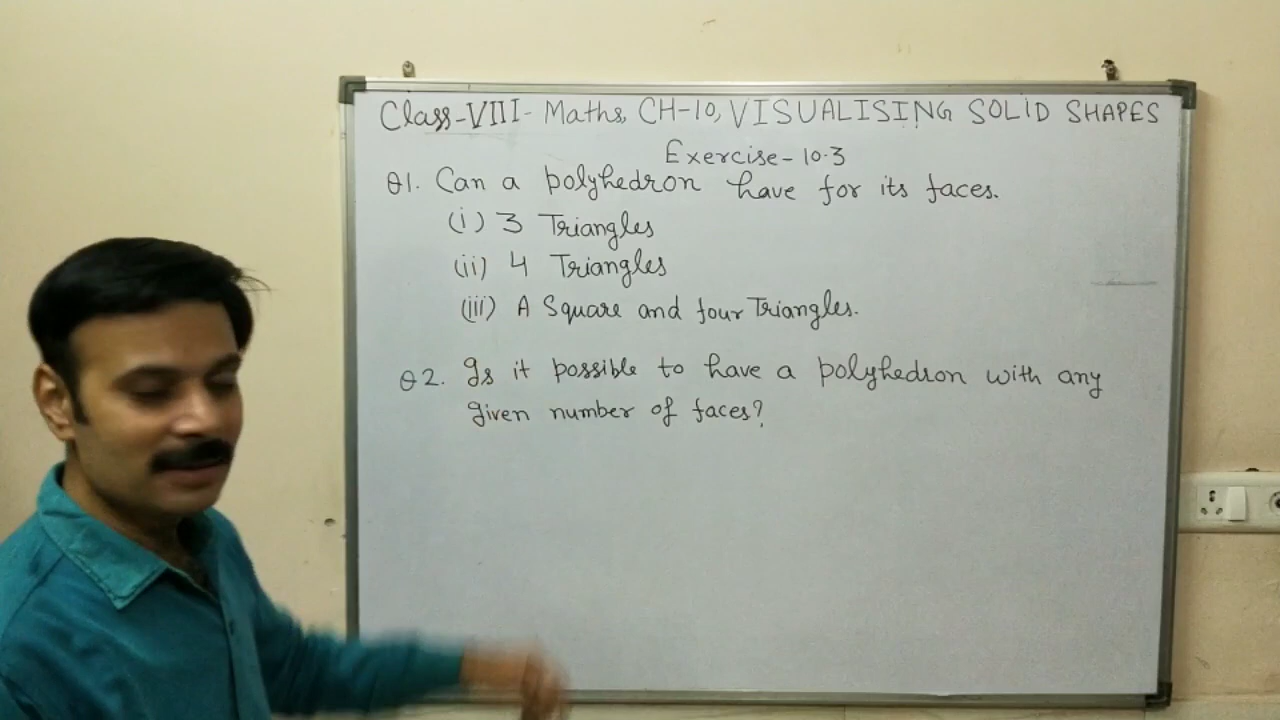 Class-VIII- Maths, CH-10, VISUALISING SOLID SHAPES
Exercise- 10.3
Q1. Can a polyhedron have for its faces.
(i) 3 Triangles
(ii) 4 Triangles
(iii) A Square and four Triangles.
Q2. Is it possible to have a polyhedron with any
given number of faces?